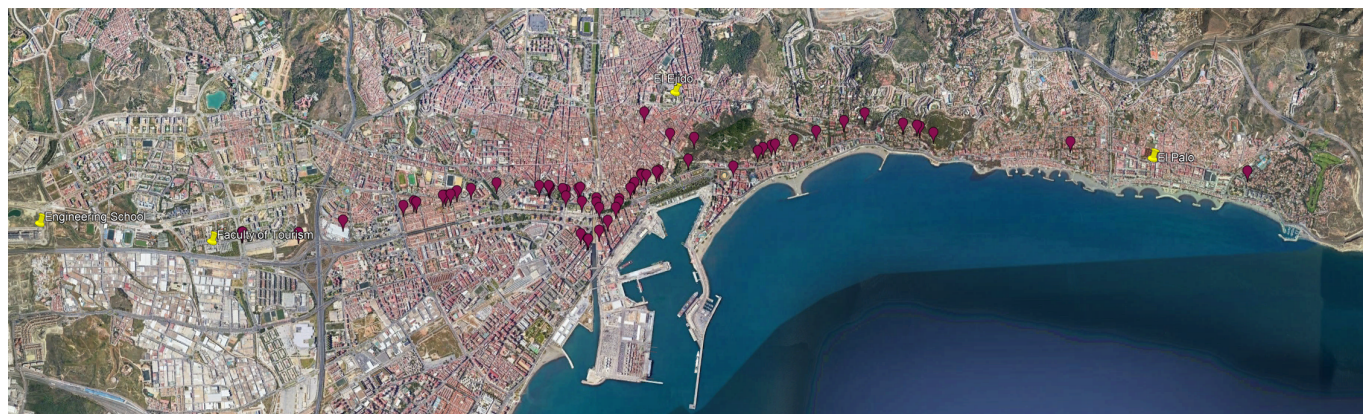 El Ejido
El Palo
Engineering School
Faculty of Tourism